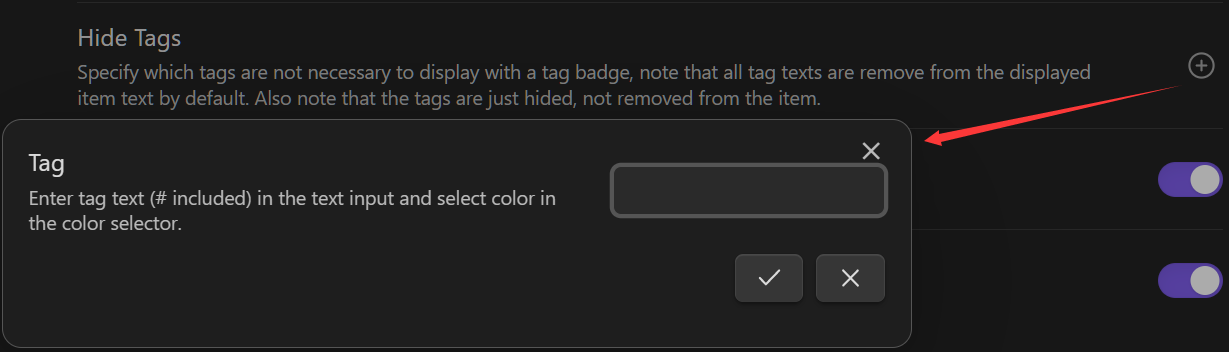 Hide Tags
Specify which tags are not necessary to display with a tag badge, note that all tag texts are remove from the displayed
item text by default. Also note that the tags are just hided, not removed from the item.
Tag
Enter tag text (# included) in the text input and select color in
the color selector.